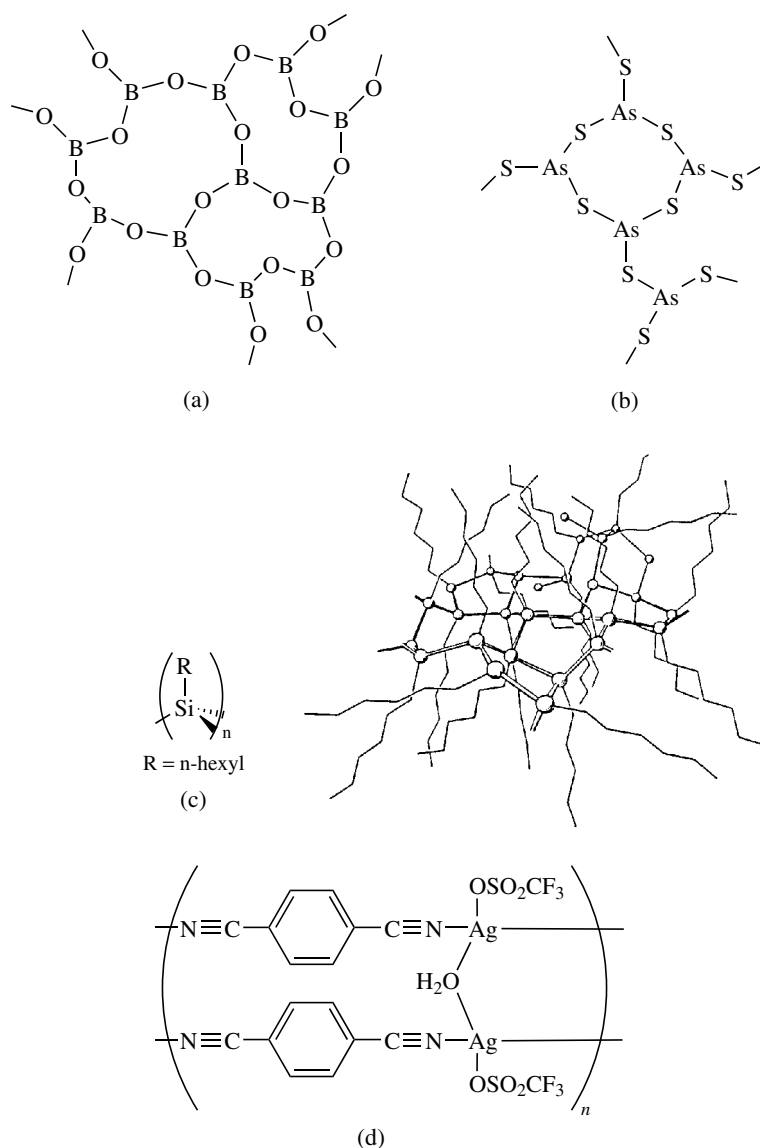 O
O O B S
B O B O
O O B As
O O S S
B
O S As As
O B S
O O B S S
B O B As
O O
O O B S S
B As
O O S
(a) (b)
R
Si
n
R = n-hexyl
(c)
OSO₂CF₃
N≡C C≡N Ag
H₂O
N≡C C≡N Ag
OSO₂CF₃
n
(d)